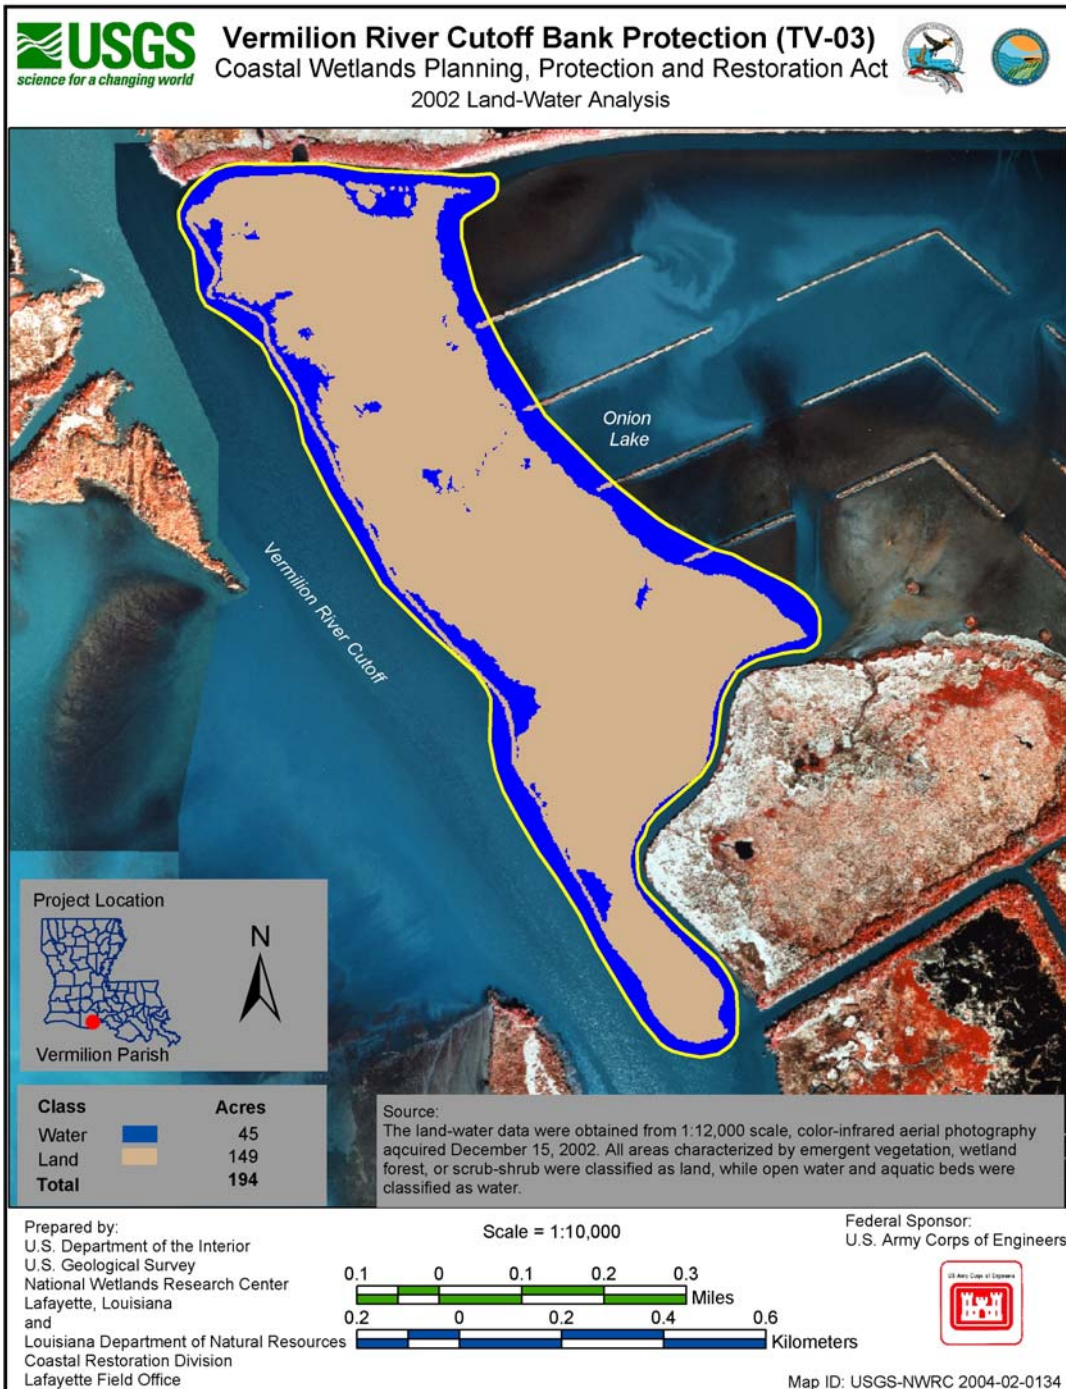 USGS
science for a changing world
Vermilion River Cutoff Bank Protection (TV-03)
Coastal Wetlands Planning, Protection and Restoration Act
2002 Land-Water Analysis
Onion
Lake
Vermilion River Cutoff
Project Location
N
Vermilion Parish
Class Acres
Water 45
Land 149
Total 194
Source:
The land-water data were obtained from 1:12,000 scale, color-infrared aerial photography
aqcuired December 15, 2002. All areas characterized by emergent vegetation, wetland
forest, or scrub-shrub were classified as land, while open water and aquatic beds were
classified as water.
Prepared by:
U.S. Department of the Interior
U.S. Geological Survey
National Wetlands Research Center
Lafayette, Louisiana
and
Louisiana Department of Natural Resources
Coastal Restoration Division
Lafayette Field Office
Scale = 1:10,000
0.1 0 0.1 0.2 0.3
Miles
0.2 0 0.2 0.4 0.6
Kilometers
Federal Sponsor:
U.S. Army Corps of Engineers
US Army Corps of Engineers
Map ID: USGS-NWRC 2004-02-0134